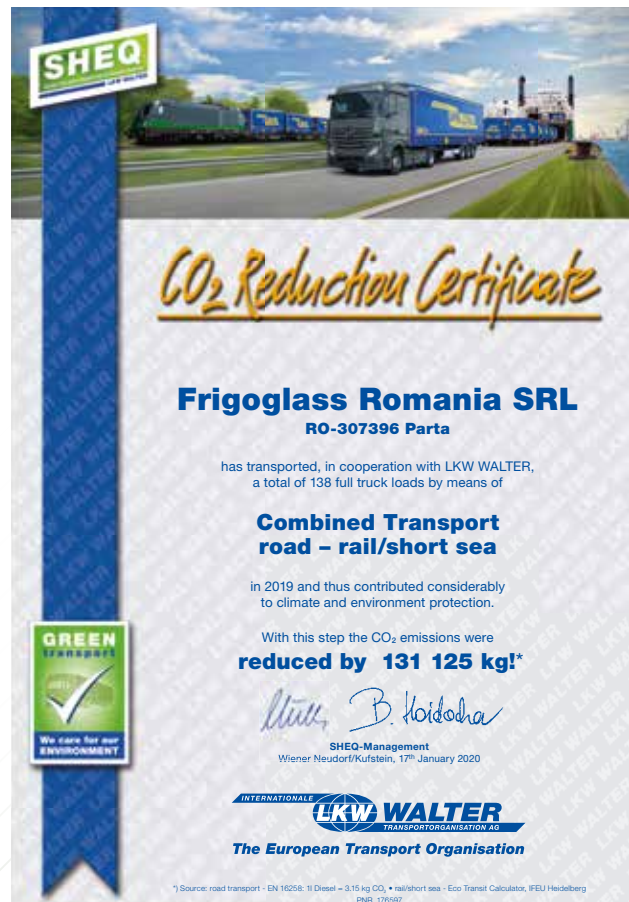 SHEQ
LKW WALTER
CO₂ Reduction Certificate
Frigoglass Romania SRL
RO-307396 Parta
has transported, in cooperation with LKW WALTER,
a total of 138 full truck loads by means of
Combined Transport
road – rail/short sea
in 2019 and thus contributed considerably
to climate and environment protection.
With this step the CO₂ emissions were
reduced by 131 125 kg!*
GREEN
transport
We care for our
ENVIRONMENT
B. Hoidocha
SHEQ-Management
Wiener Neudorf/Kufstein, 17th January 2020
INTERNATIONALE
LKW WALTER
TRANSPORTORGANISATION AG
The European Transport Organisation
*) Source: road transport - EN 16258: 1l Diesel = 3.15 kg CO₂ • rail/short sea - Eco Transit Calculator, IFEU Heidelberg
PNR. 176597